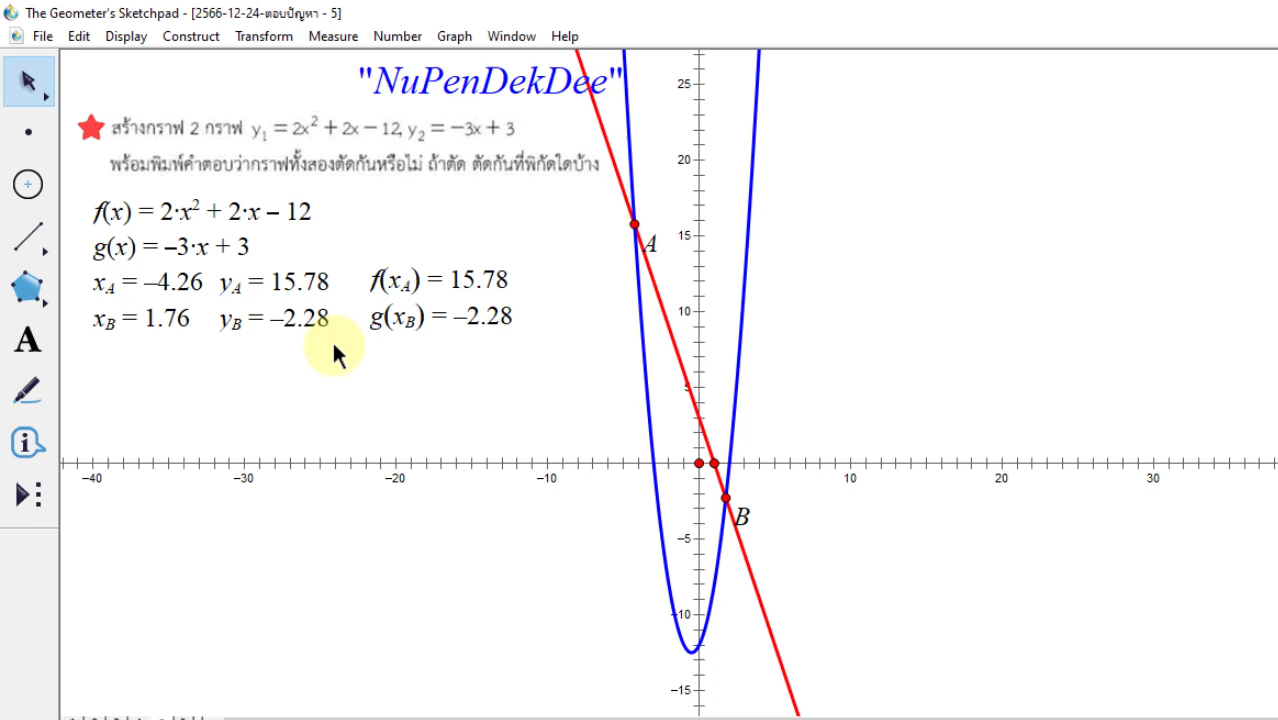 The Geometer's Sketchpad - [2566-12-24-ตอบปัญหา - 5]
File Edit Display Construct Transform Measure Number Graph Window Help
"NuPenDekDee"
สร้างกราฟ 2 กราฟ y₁ = 2x² + 2x – 12, y₂ = –3x + 3
พร้อมพิมพ์คำตอบว่ากราฟทั้งสองตัดกันหรือไม่ ถ้าตัด ตัดกันที่พิกัดใดบ้าง
f(x) = 2·x² + 2·x – 12
g(x) = –3·x + 3
x_A = –4.26 y_A = 15.78 f(x_A) = 15.78
x_B = 1.76 y_B = –2.28 g(x_B) = –2.28
A
25
20
15
A
10
5
–40 –30 –20 –10 10 20 30
B
–5
–10
–15